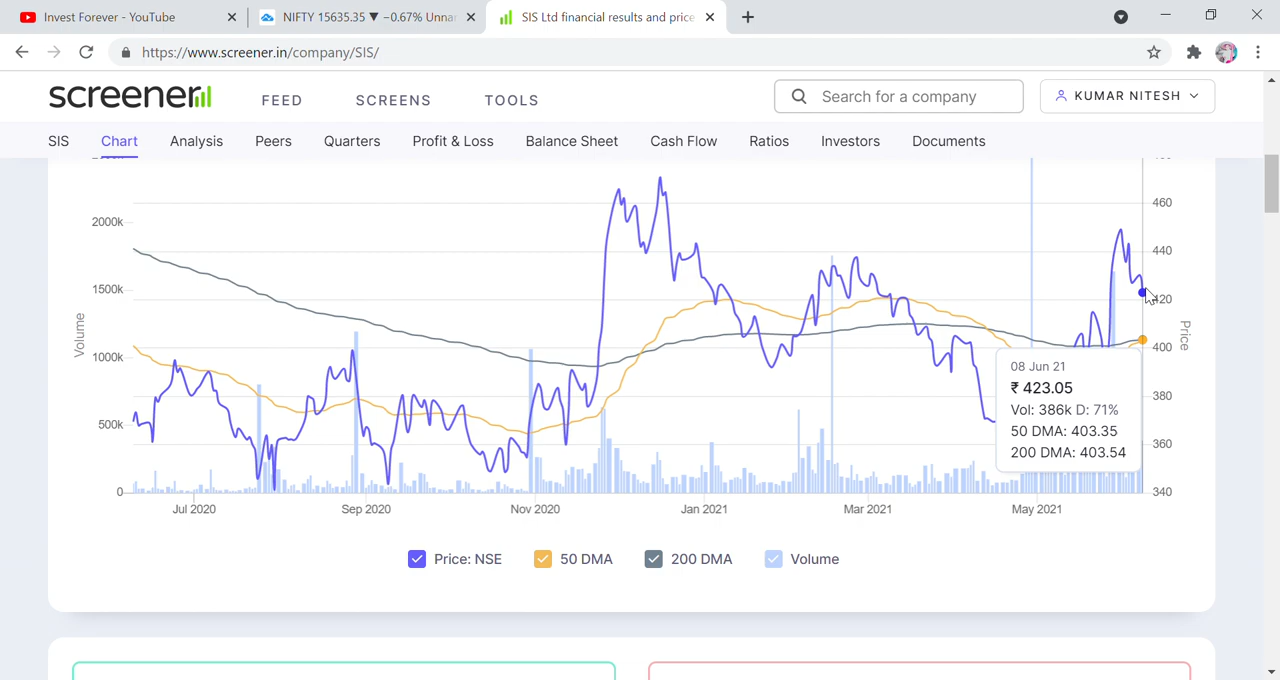 Invest Forever - YouTube
NIFTY 15635.35 ▼ −0.67% Unna
SIS Ltd financial results and price
https://www.screener.in/company/SIS/
screener
FEED
SCREENS
TOOLS
Search for a company
KUMAR NITESH
SIS
Chart
Analysis
Peers
Quarters
Profit & Loss
Balance Sheet
Cash Flow
Ratios
Investors
Documents
2000k
1500k
1000k
500k
0
Volume
460
440
420
400
380
360
340
Price
08 Jun 21
₹ 423.05
Vol: 386k D: 71%
50 DMA: 403.35
200 DMA: 403.54
Jul 2020
Sep 2020
Nov 2020
Jan 2021
Mar 2021
May 2021
Price: NSE
50 DMA
200 DMA
Volume